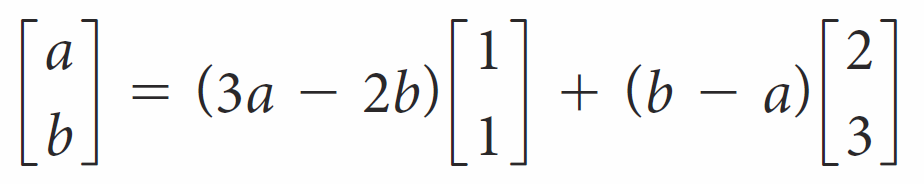 [a b] = (3a − 2b)[1 1] + (b − a)[2 3]